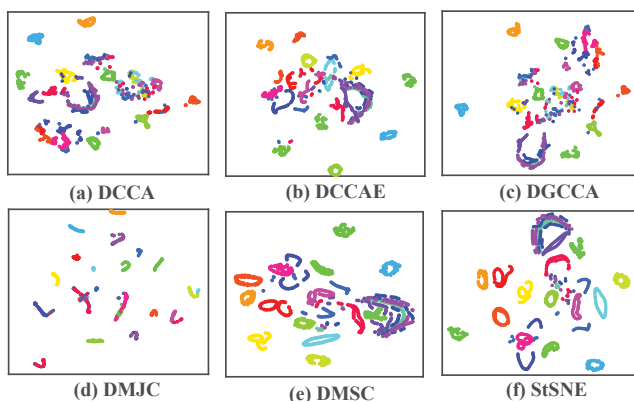 (a) DCCA
(b) DCCAE
(c) DGCCA
(d) DMJC
(e) DMSC
(f) StSNE